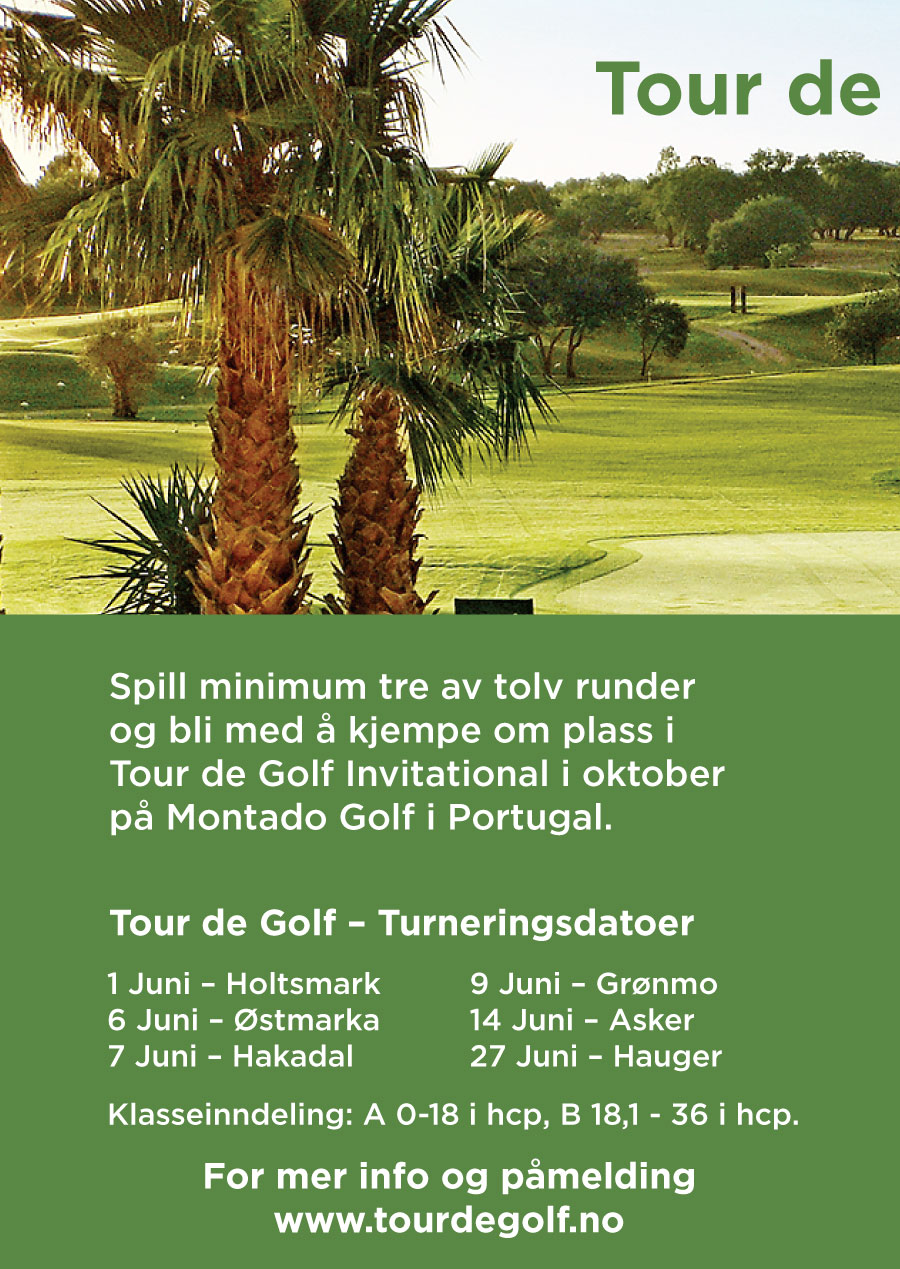 Tour de
Spill minimum tre av tolv runder
og bli med å kjempe om plass i
Tour de Golf Invitational i oktober
på Montado Golf i Portugal.
Tour de Golf – Turneringsdatoer
1 Juni – Holtsmark
6 Juni – Østmarka
7 Juni – Hakadal
9 Juni – Grønmo
14 Juni – Asker
27 Juni – Hauger
Klasseinndeling: A 0-18 i hcp, B 18,1 - 36 i hcp.
For mer info og påmelding
www.tourdegolf.no